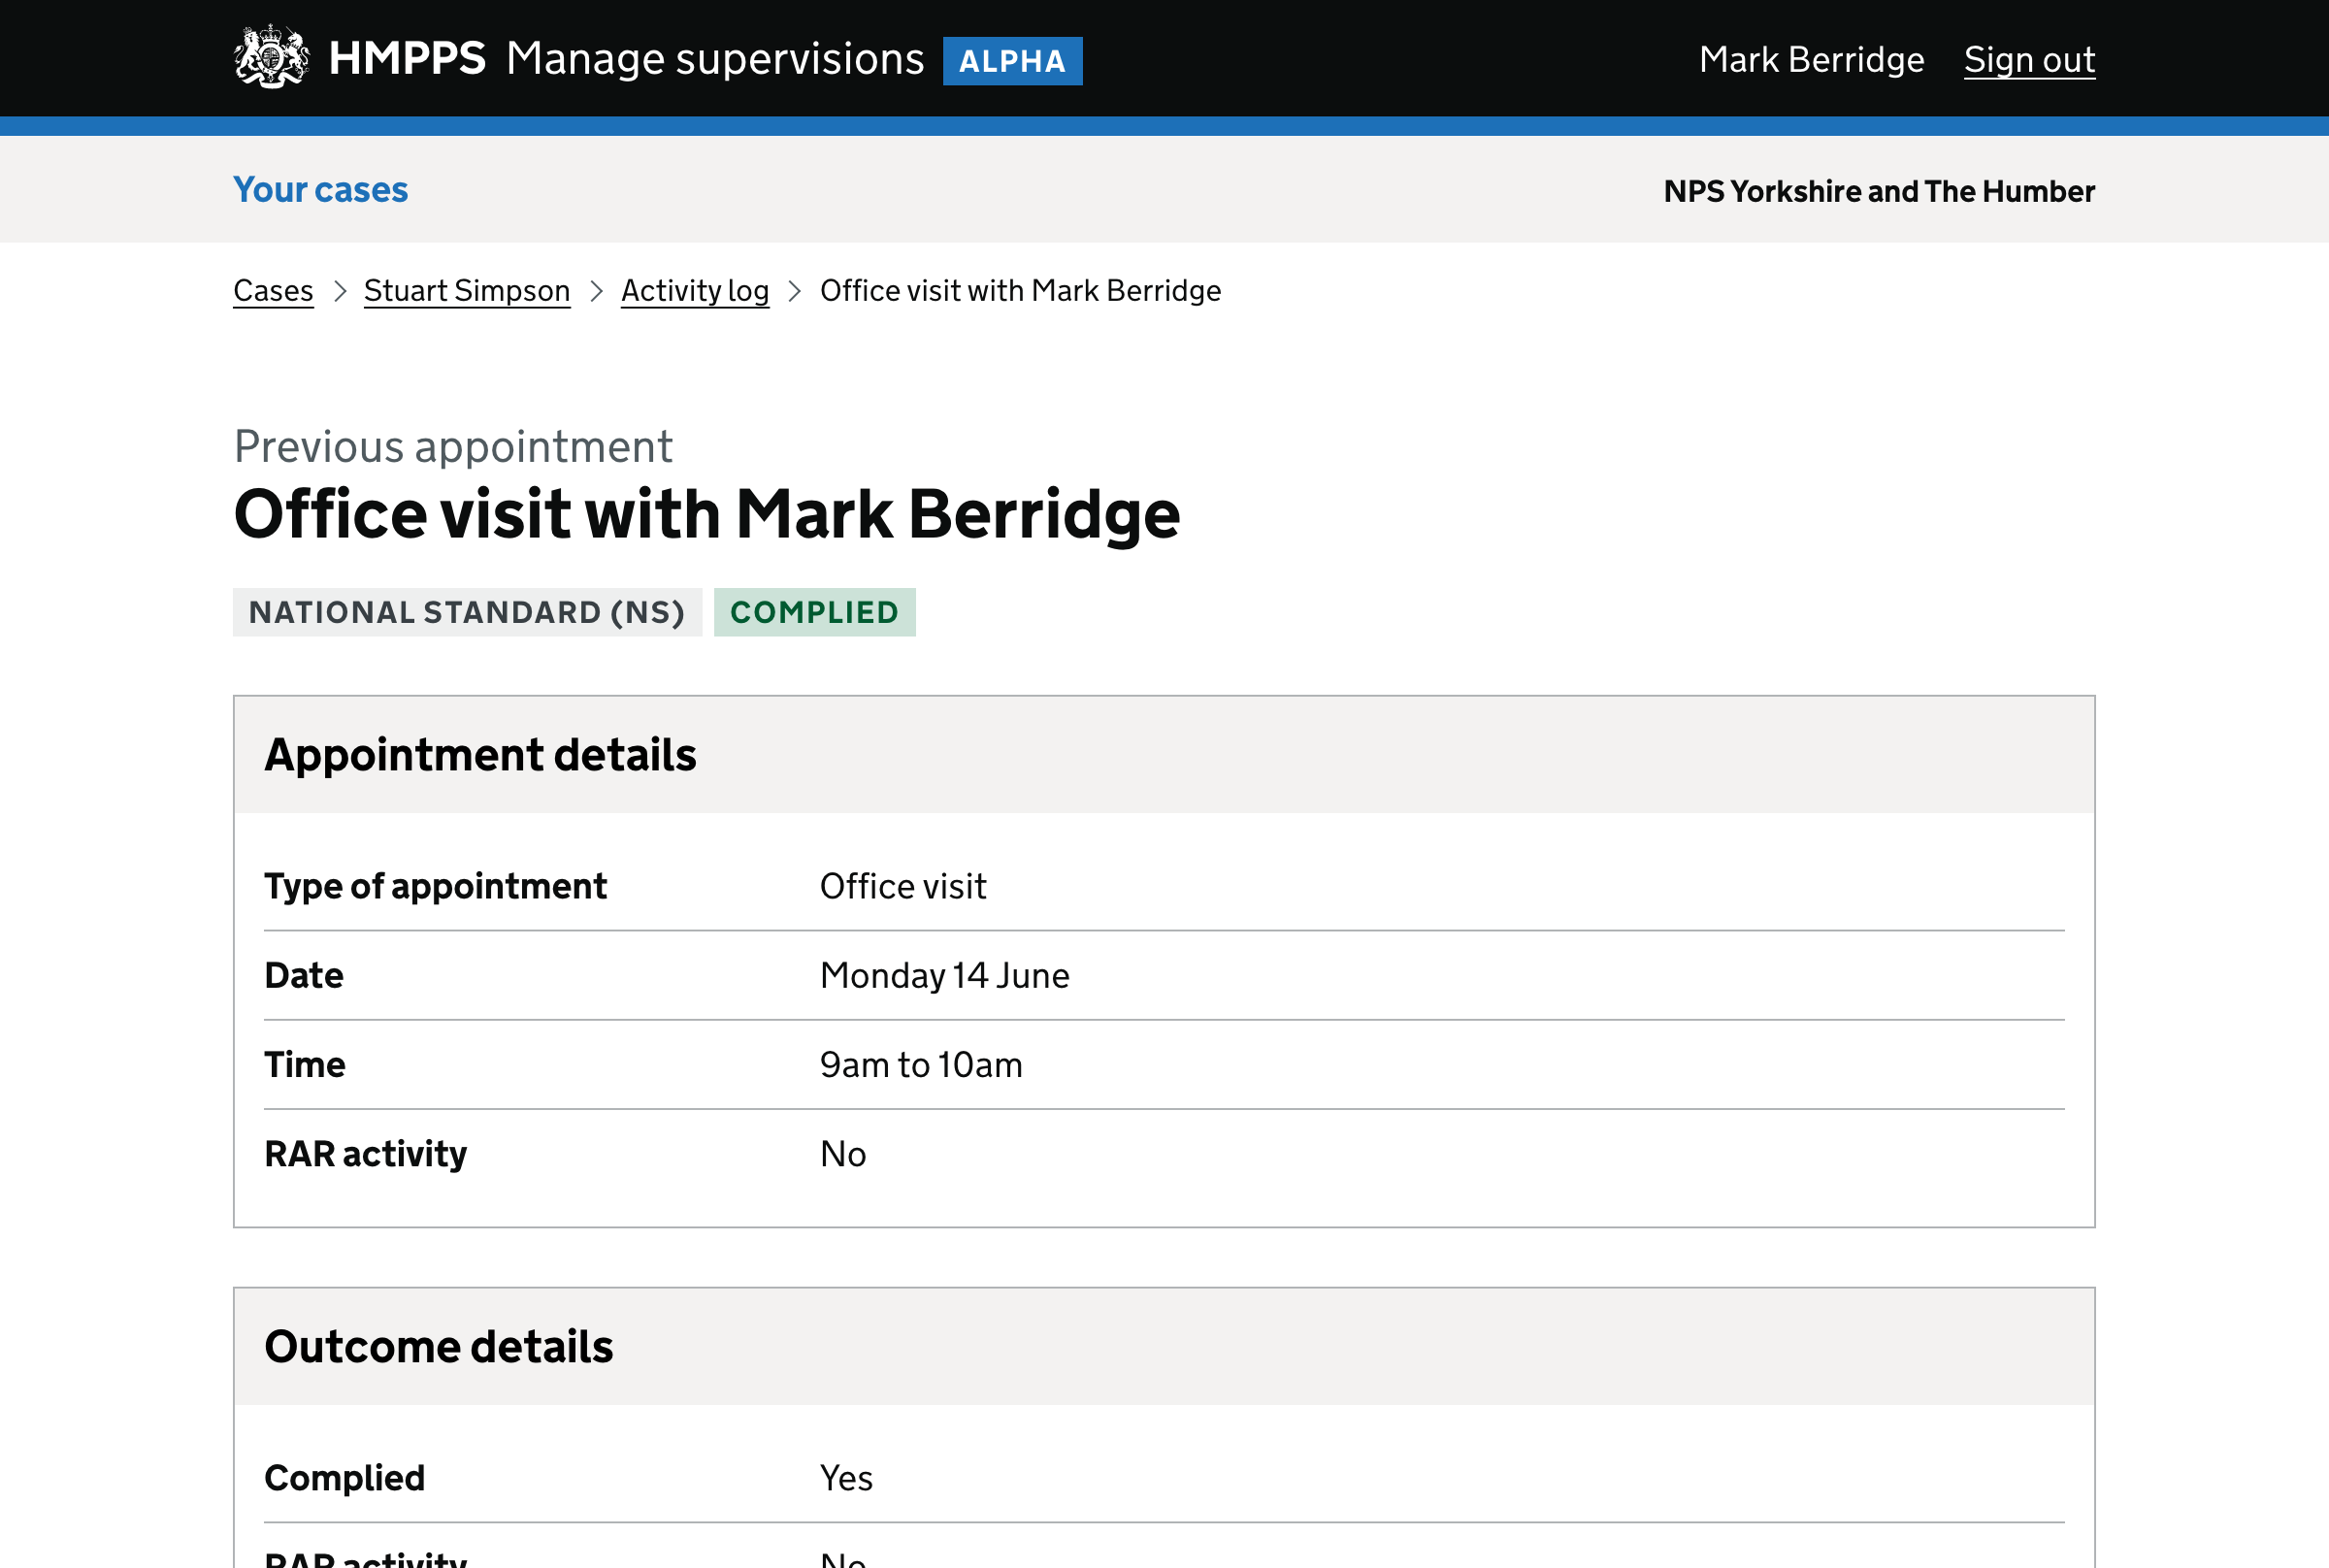 HMPPS Manage supervisions ALPHA Mark Berridge Sign out
Your cases NPS Yorkshire and The Humber
Cases Stuart Simpson Activity log Office visit with Mark Berridge
Previous appointment
Office visit with Mark Berridge
NATIONAL STANDARD (NS) COMPLIED
Appointment details
Type of appointment Office visit
Date Monday 14 June
Time 9am to 10am
RAR activity No
Outcome details
Complied Yes
RAR activity No